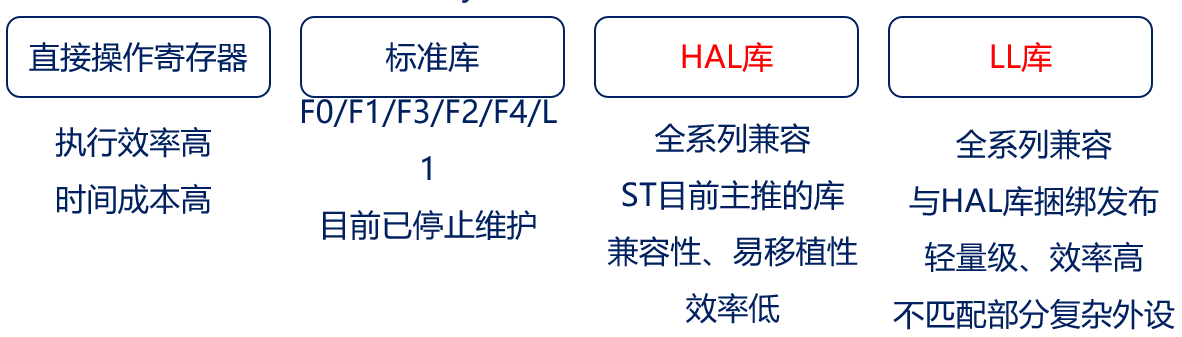 直接操作寄存器
执行效率高
时间成本高
标准库
F0/F1/F3/F2/F4/L
1
目前已停止维护
HAL库
全系列兼容
ST目前主推的库
兼容性、易移植性
效率低
LL库
全系列兼容
与HAL库捆绑发布
轻量级、效率高
不匹配部分复杂外设